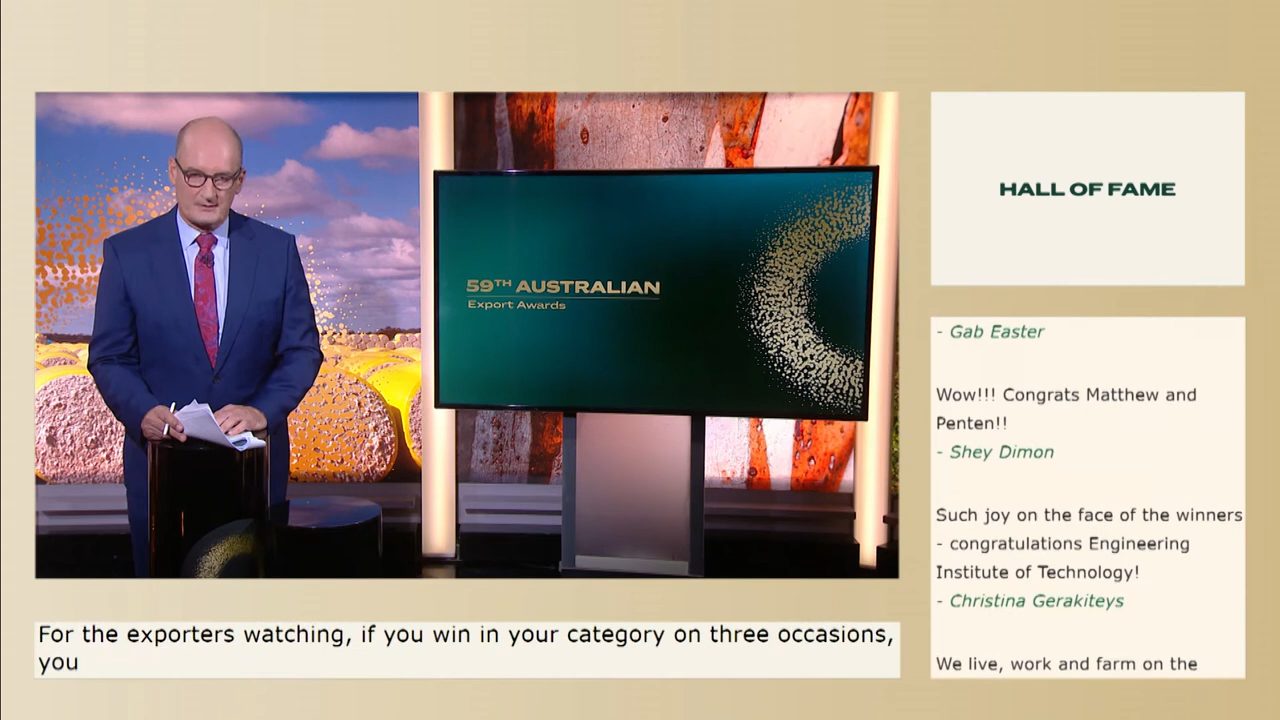 59TH AUSTRALIAN
Export Awards
For the exporters watching, if you win in your category on three occasions,
you
HALL OF FAME
- Gab Easter
Wow!!! Congrats Matthew and
Penten!!
- Shey Dimon
Such joy on the face of the winners
- congratulations Engineering
Institute of Technology!
- Christina Gerakiteys
We live, work and farm on the